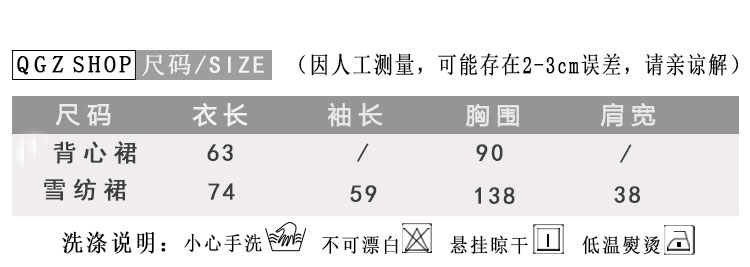 QGZ SHOP 尺码/SIZE （因人工测量，可能存在2-3cm误差，请亲谅解）
尺码 衣长 袖长 胸围 肩宽
背心裙 63 / 90 /
雪纺裙 74 59 138 38
洗涤说明：小心手洗 不可漂白 悬挂晾干 低温熨烫